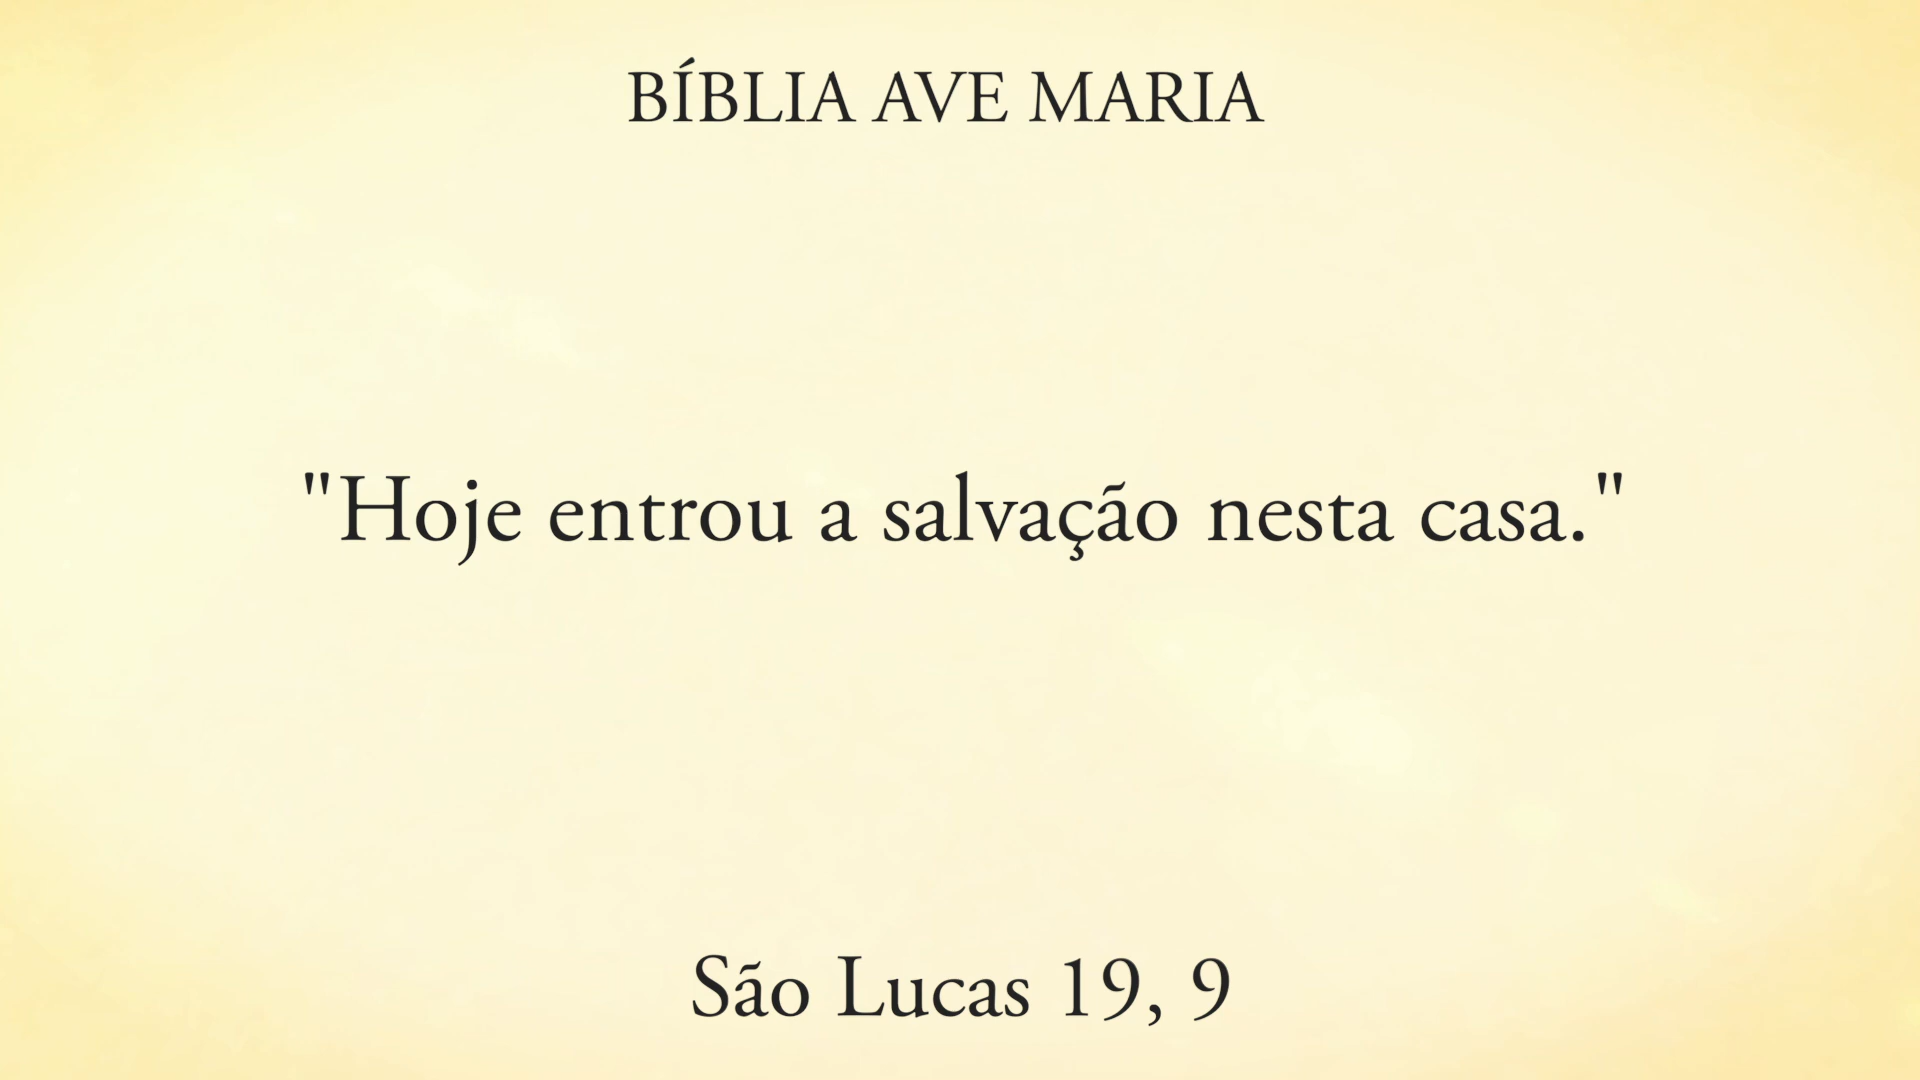 BÍBLIA AVE MARIA
"Hoje entrou a salvação nesta casa."
São Lucas 19, 9